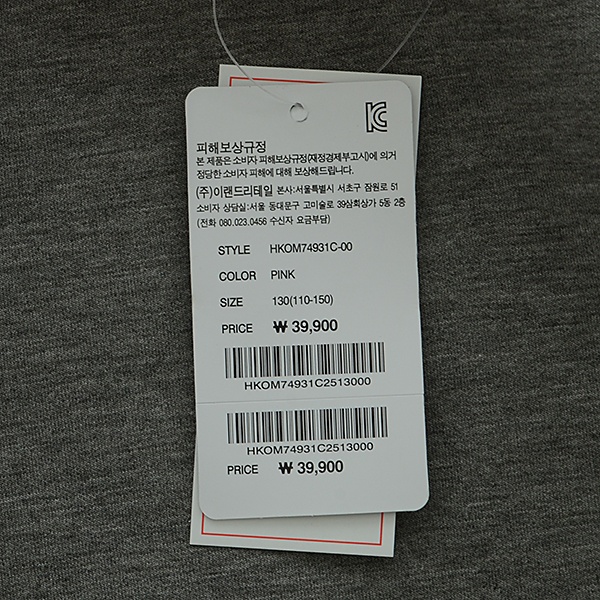 피해보상규정
본 제품은 소비자 피해보상규정(재정경제부고시)에 의거
정당한 소비자 피해에 대해 보상해드립니다.
(주)이랜드리테일 본사:서울특별시 서초구 잠원로 51
소비자 상담실:서울 동대문구 고미술로 39삼희상가 5동 2층
(전화 080.023.0456 수신자 요금부담)
STYLE HKOM74931C-00
COLOR PINK
SIZE 130(110-150)
PRICE ₩ 39,900
HKOM74931C2513000
HKOM74931C2513000
PRICE ₩ 39,900